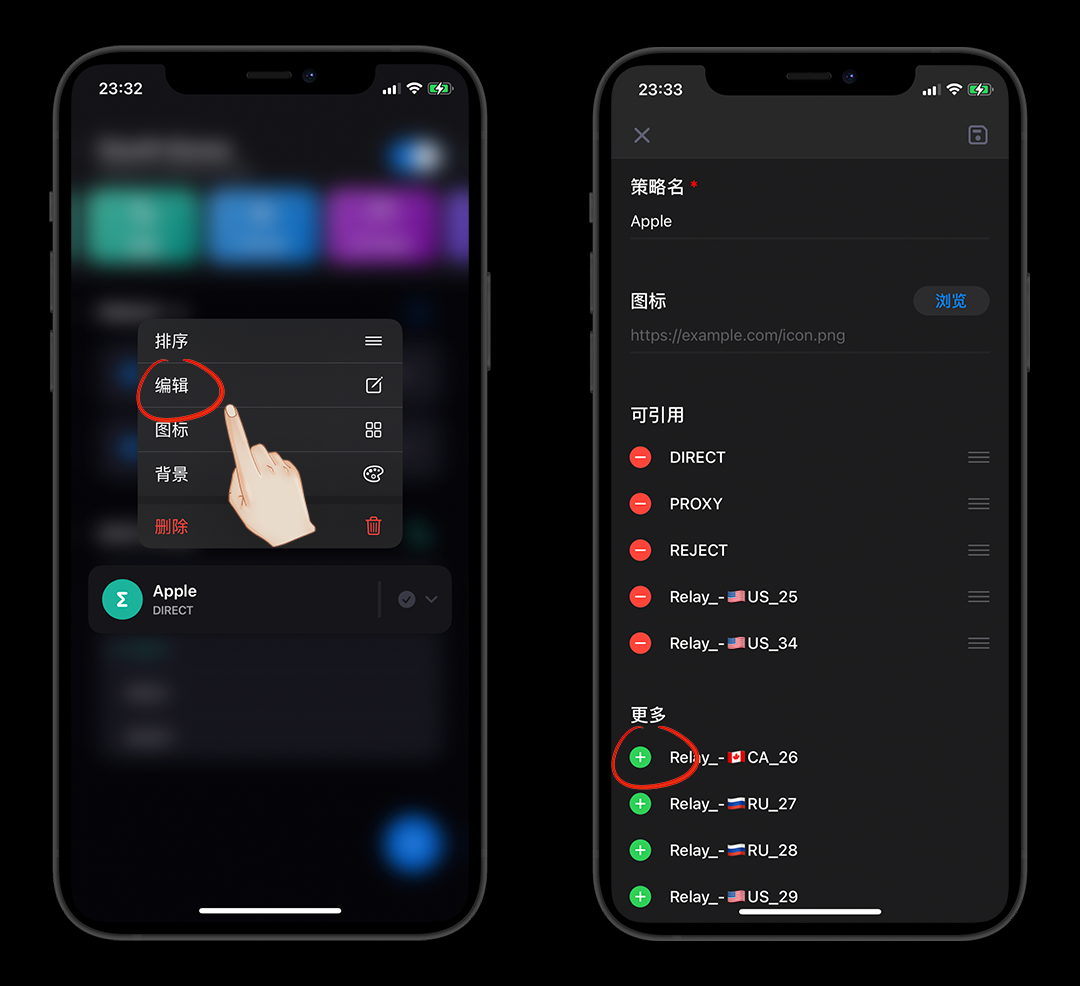 23:32
排序
编辑
图标
背景
删除
Σ
Apple
DIRECT
23:33
策略名 *
Apple
图标
浏览
https://example.com/icon.png
可引用
DIRECT
PROXY
REJECT
Relay_-🇺🇸US_25
Relay_-🇺🇸US_34
更多
Relay_-🇨🇦CA_26
Relay_-🇷🇺RU_27
Relay_-🇷🇺RU_28
Relay_-🇺🇸US_29